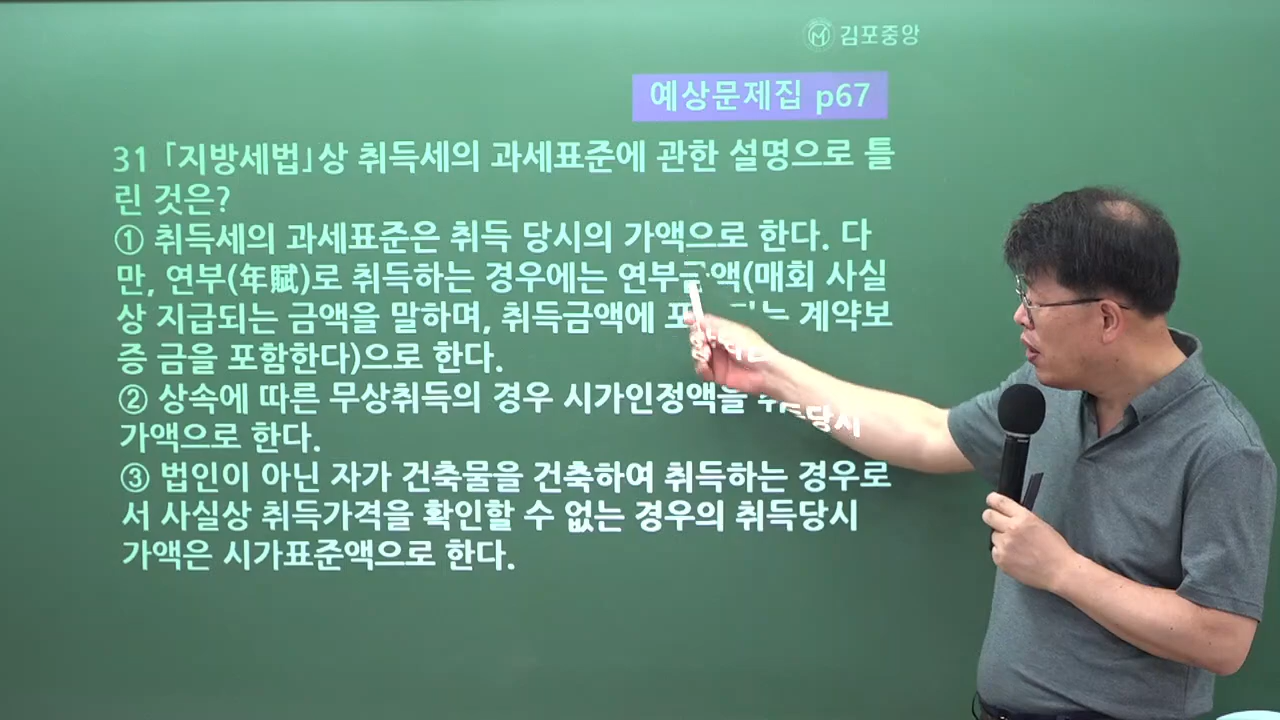 김포중앙
예상문제집 p67
31 「지방세법」상 취득세의 과세표준에 관한 설명으로 틀
린 것은?
① 취득세의 과세표준은 취득 당시의 가액으로 한다. 다
만, 연부(年賦)로 취득하는 경우에는 연부금액(매회 사실
상 지급되는 금액을 말하며, 취득금액에 계약보
증 금을 포함한다)으로 한다.
② 상속에 따른 무상취득의 경우 시가인정액을
가액으로 한다.
③ 법인이 아닌 자가 건축물을 건축하여 취득하는 경우로
서 사실상 취득가격을 확인할 수 없는 경우의 취득당시
가액은 시가표준액으로 한다.